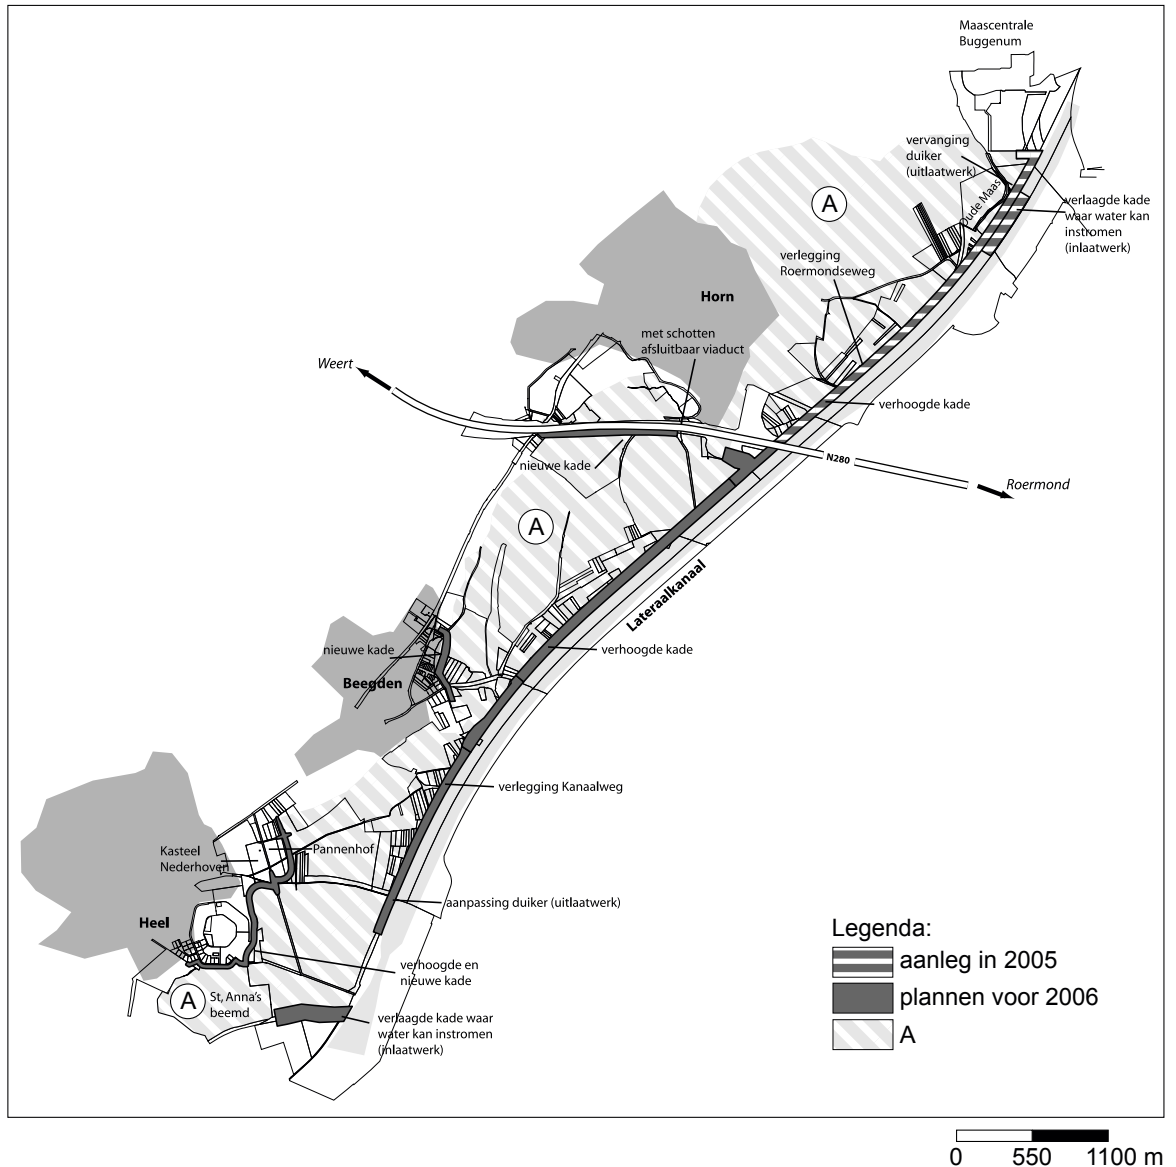 Maascentrale
Buggenum
vervanging
duiker
(uitlaatwerk)
Oude Maas
A
verlaagde kade
waar water kan
instromen
(inlaatwerk)
verlegging
Roermondseweg
Horn
met schotten
afsluitbaar viaduct
Weert
verhoogde kade
N280
nieuwe kade
Roermond
A
Lateraalkanaal
nieuwe kade
verhoogde kade
Beegden
verlegging Kanaalweg
Kasteel
Nederhoven
Pannenhof
aanpassing duiker (uitlaatwerk)
Heel
verhoogde en
nieuwe kade
A
St, Anna's
beemd
verlaagde kade waar
water kan instromen
(inlaatwerk)
Legenda:
aanleg in 2005
plannen voor 2006
A
0 550 1100 m